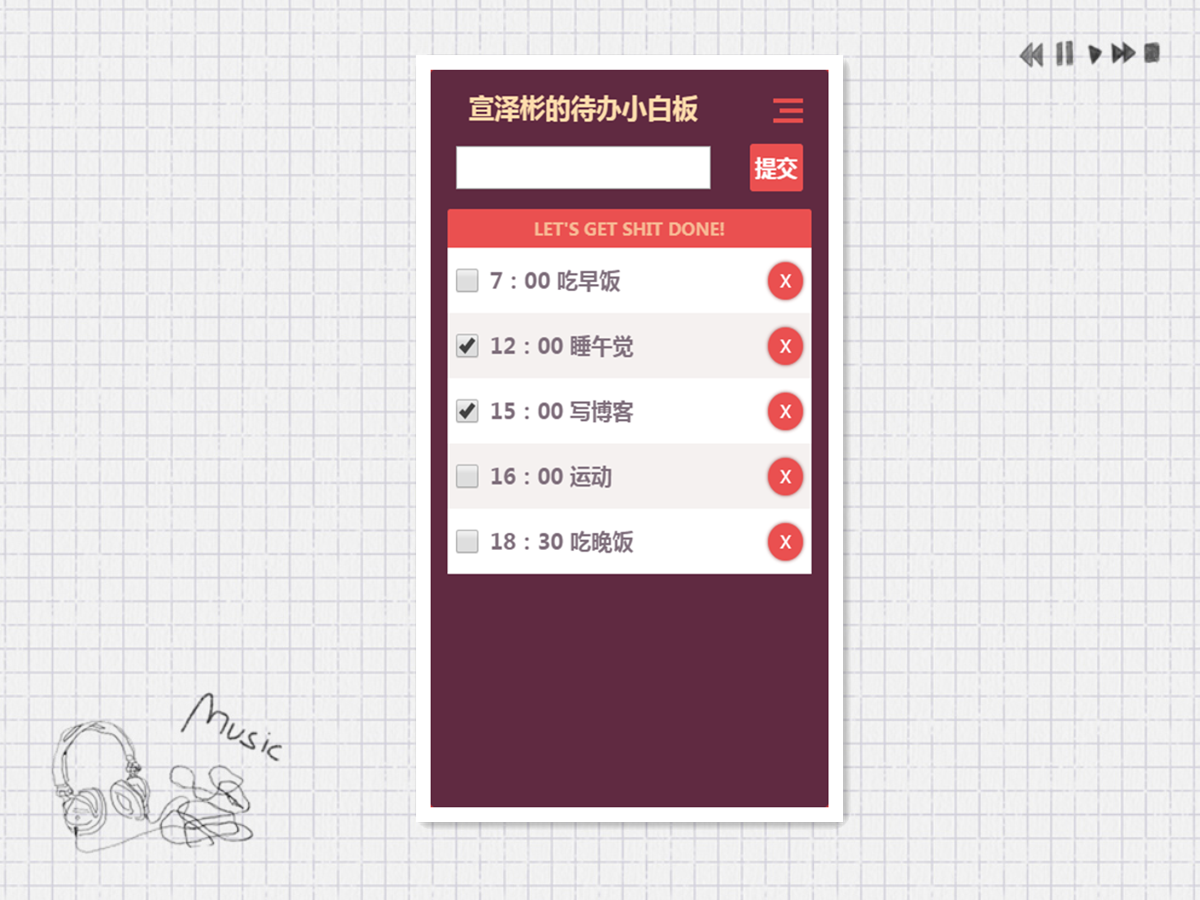 宣泽彬的待办小白板
提交
LET'S GET SHIT DONE!
7：00 吃早饭
X
12：00 睡午觉
X
15：00 写博客
X
16：00 运动
X
18：30 吃晚饭
X
Music